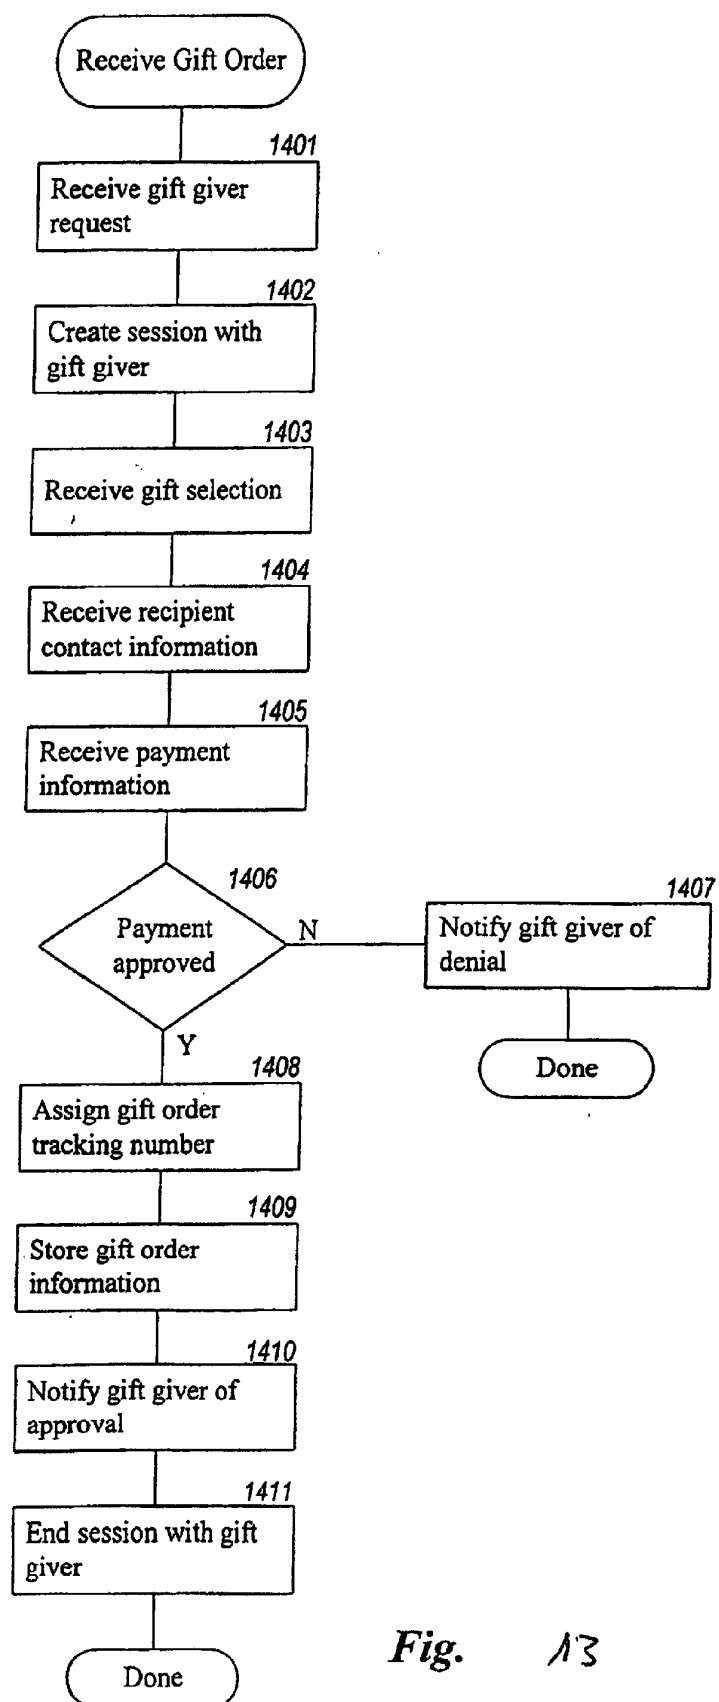 Receive Gift Order
1401
Receive gift giver
request
1402
Create session with
gift giver
1403
Receive gift selection
1404
Receive recipient
contact information
1405
Receive payment
information
1406
Payment
approved
N
1407
Notify gift giver of
denial
Done
Y
1408
Assign gift order
tracking number
1409
Store gift order
information
1410
Notify gift giver of
approval
1411
End session with gift
giver
Done
Fig. 13